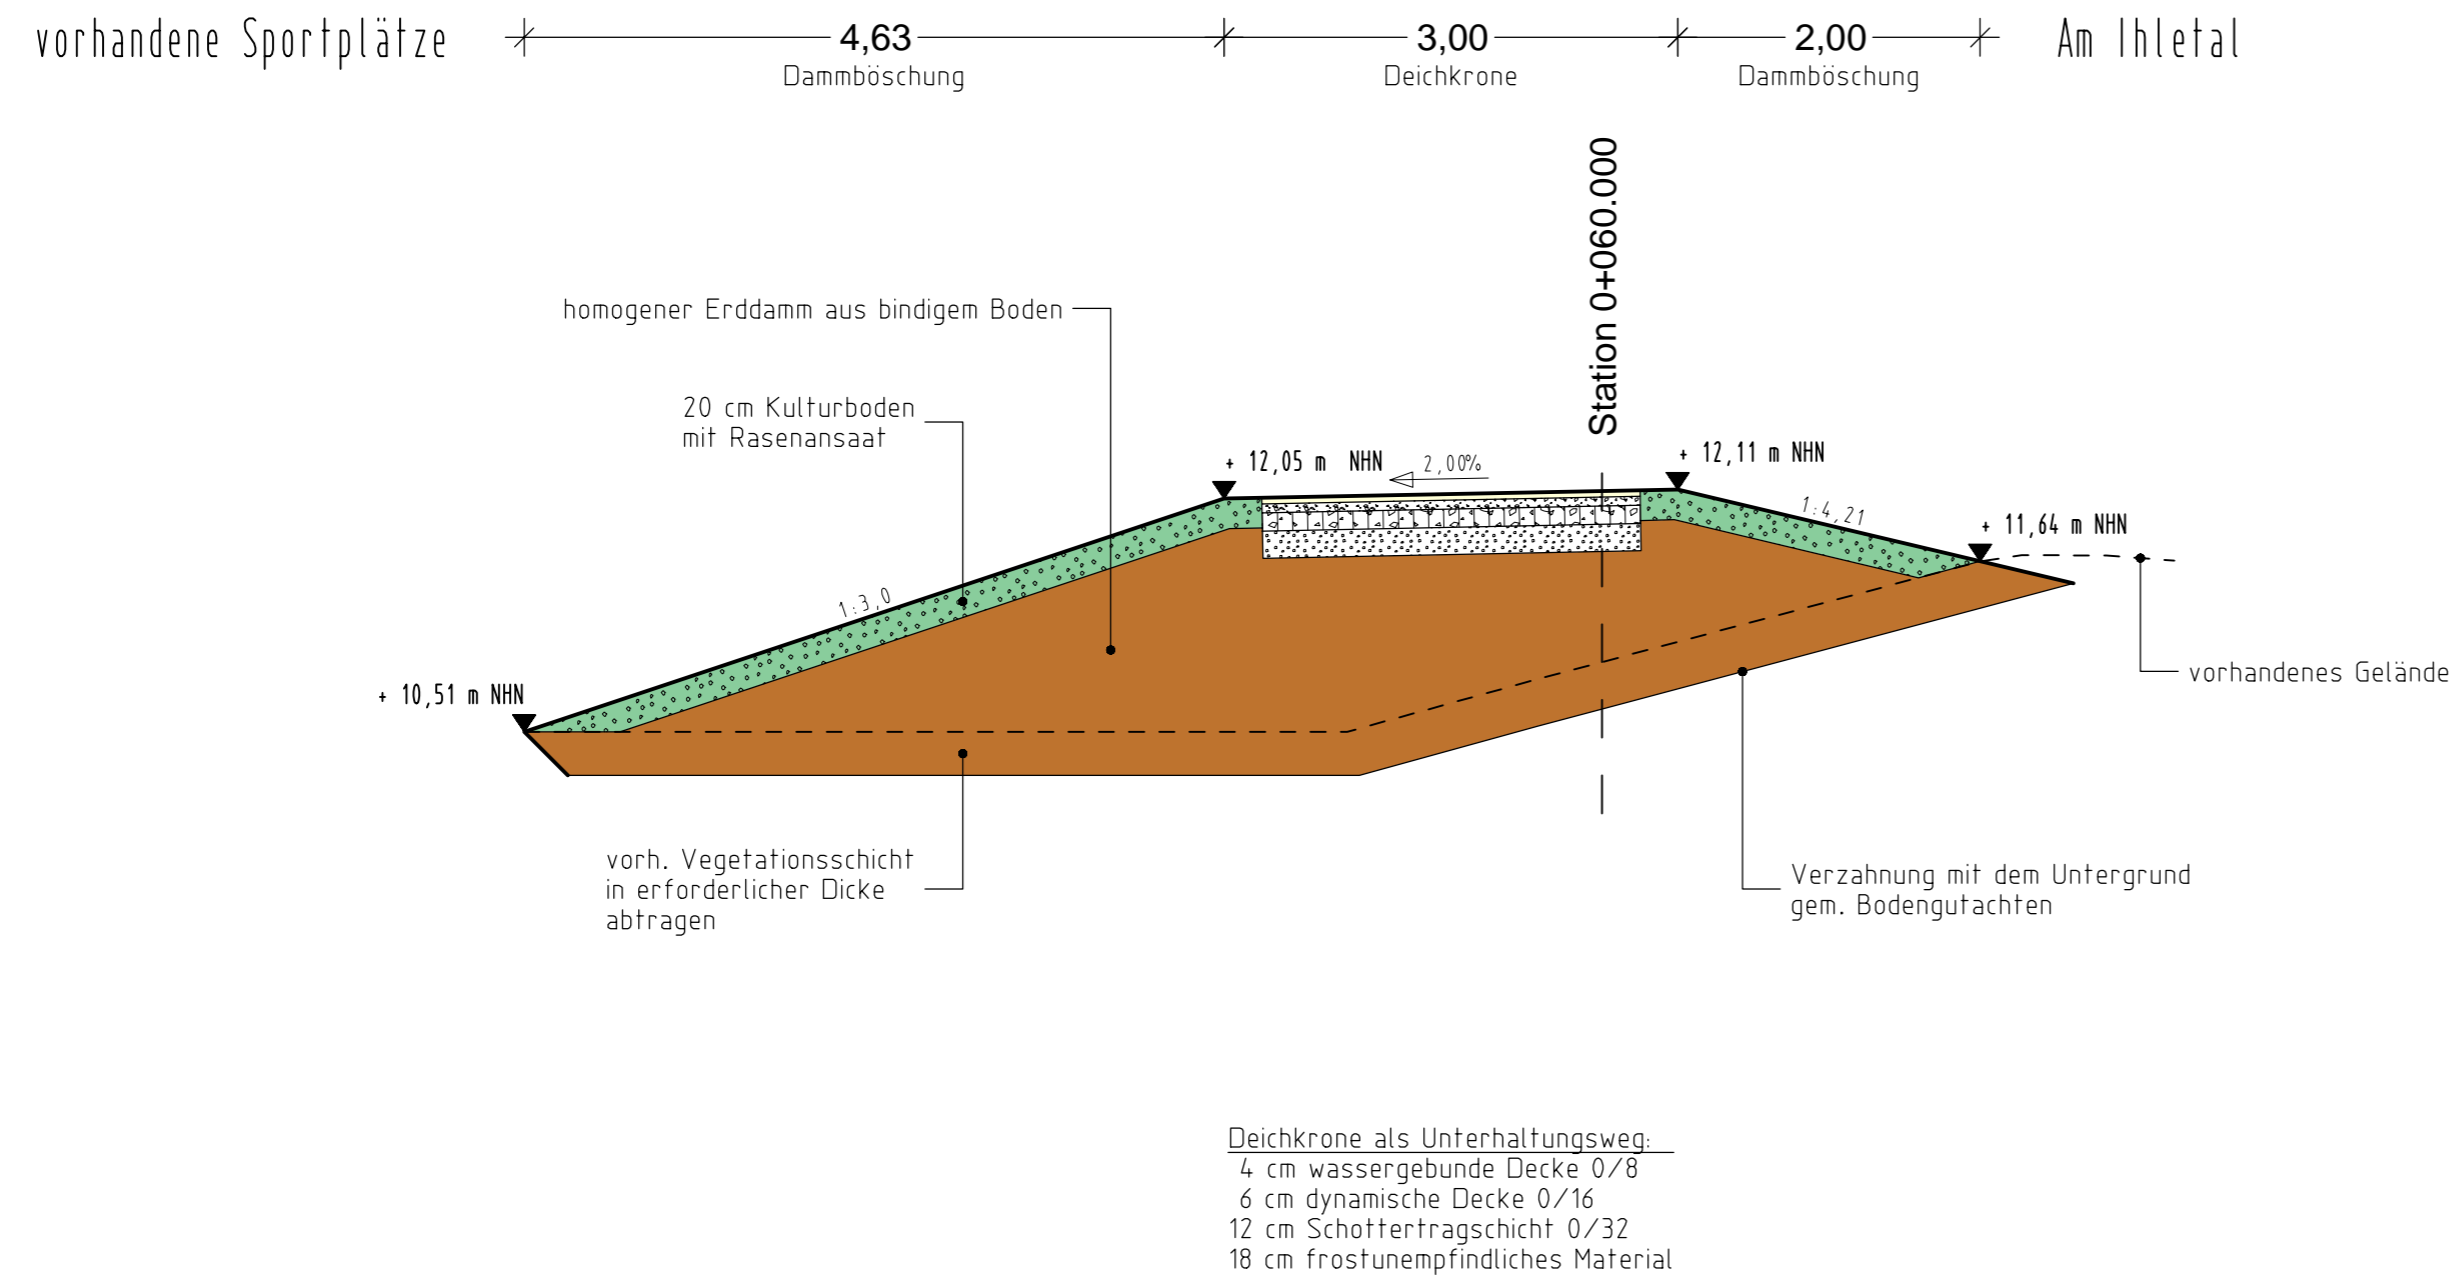 vorhandene Sportplätze
4,63
3,00
2,00
Am Ihletal
Dammböschung
Deichkrone
Dammböschung
Station 0+060.000
homogener Erddamm aus bindigem Boden
20 cm Kulturboden
mit Rasenansaat
+ 12,05 m NHN
2,00%
+ 12,11 m NHN
1:4,21
+ 11,64 m NHN
1:3,0
vorhandenes Gelände
+ 10,51 m NHN
vorh. Vegetationsschicht
in erforderlicher Dicke
abtragen
Verzahnung mit dem Untergrund
gem. Bodengutachten
Deichkrone als Unterhaltungsweg:
4 cm wassergebunde Decke 0/8
6 cm dynamische Decke 0/16
12 cm Schottertragschicht 0/32
18 cm frostunempfindliches Material